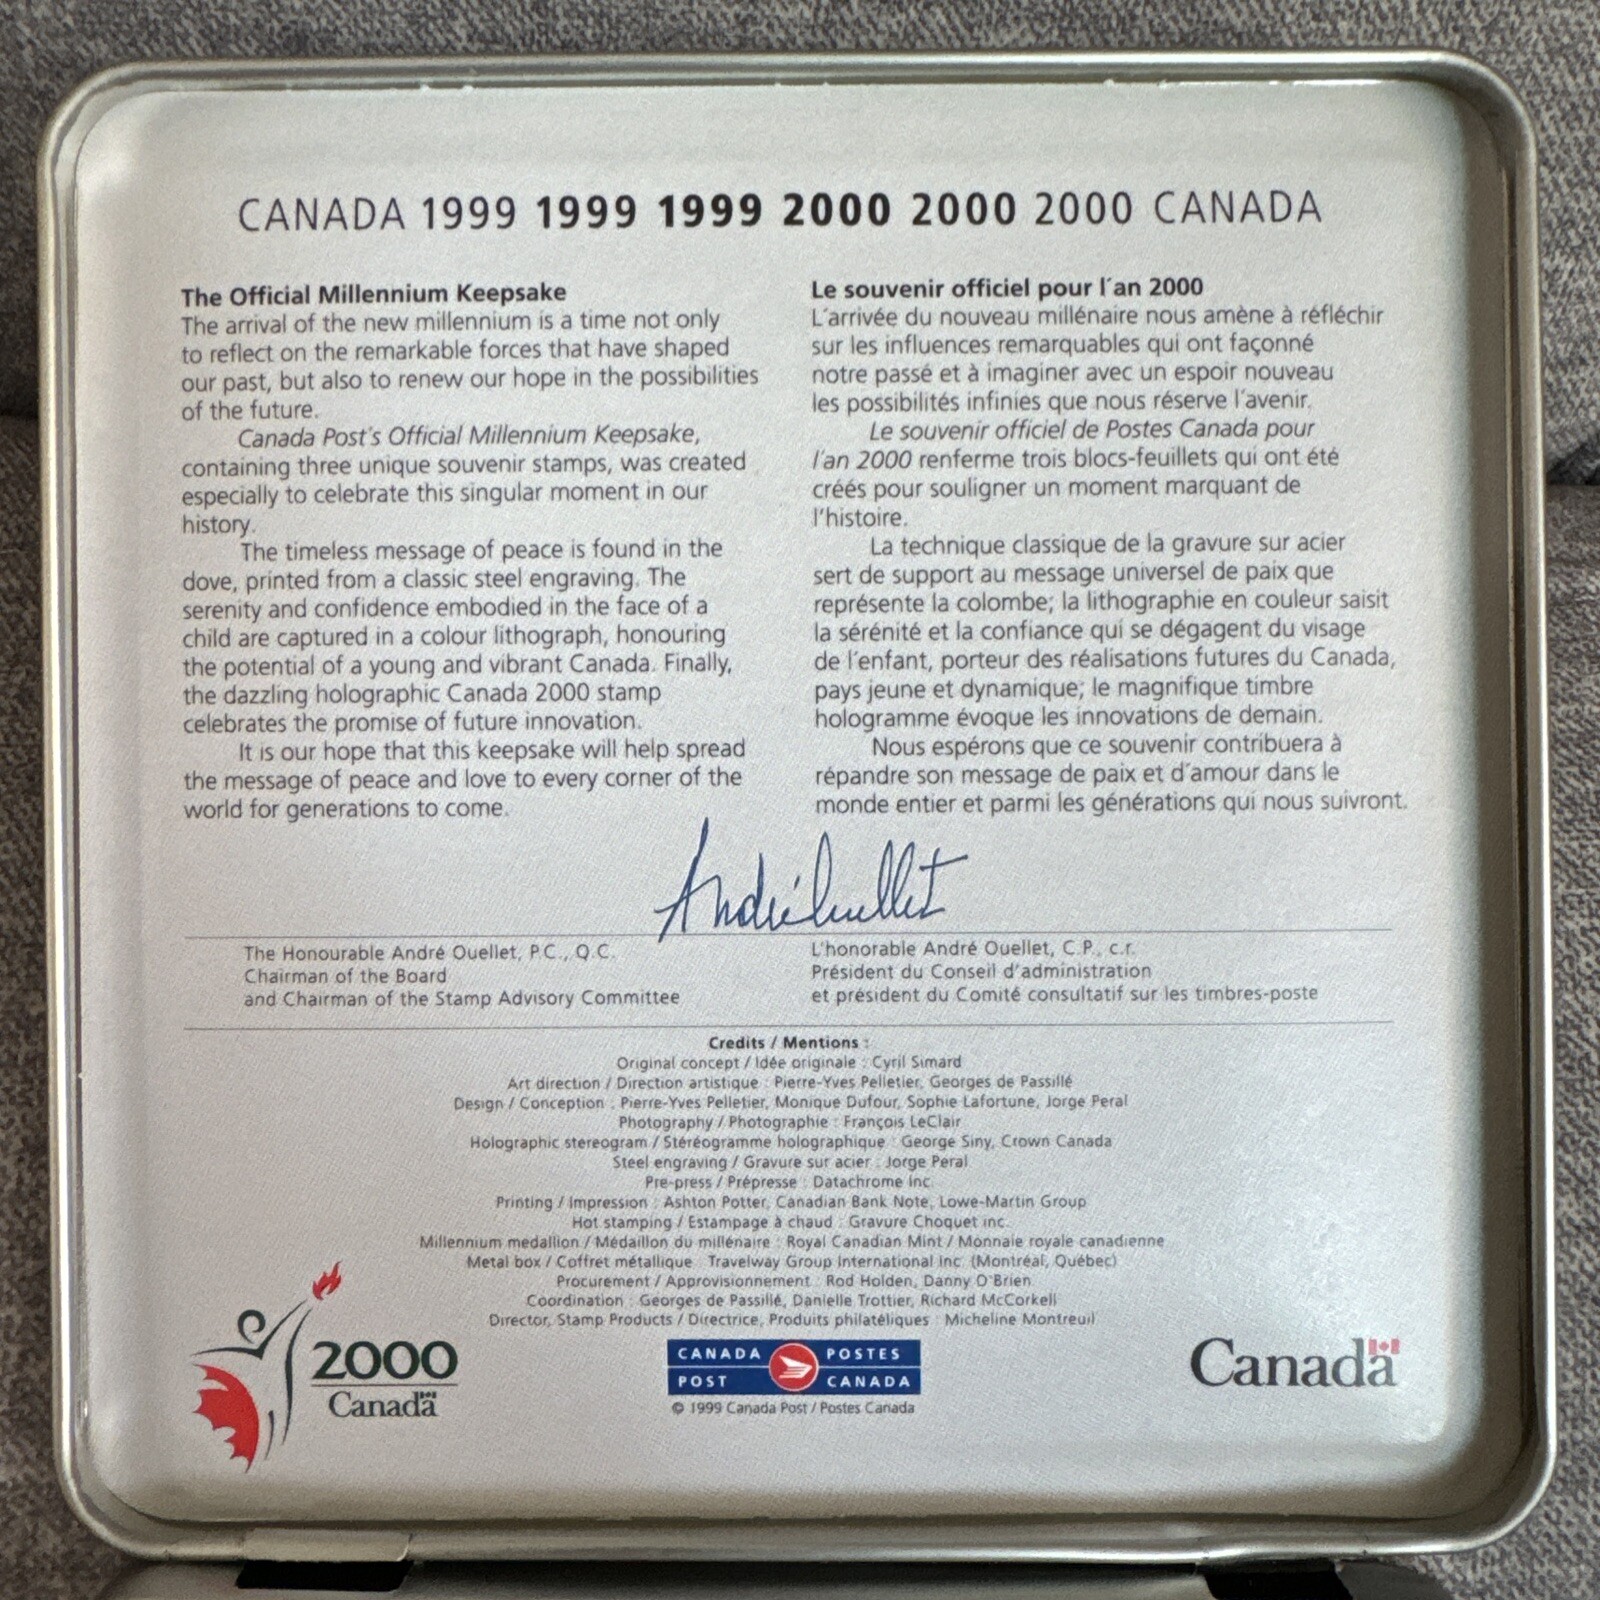 CANADA 1999 1999 1999 2000 2000 2000 CANADA
The Official Millennium Keepsake
The arrival of the new millennium is a time not only
to reflect on the remarkable forces that have shaped
our past, but also to renew our hope in the possibilities
of the future.
Canada Post's Official Millennium Keepsake,
containing three unique souvenir stamps, was created
especially to celebrate this singular moment in our
history.
The timeless message of peace is found in the
dove, printed from a classic steel engraving. The
serenity and confidence embodied in the face of a
child are captured in a colour lithograph, honouring
the potential of a young and vibrant Canada. Finally,
the dazzling holographic Canada 2000 stamp
celebrates the promise of future innovation.
It is our hope that this keepsake will help spread
the message of peace and love to every corner of the
world for generations to come.
Le souvenir officiel pour l'an 2000
L'arrivée du nouveau millénaire nous amène à réfléchir
sur les influences remarquables qui ont façonné
notre passé et à imaginer avec un espoir nouveau
les possibilités infinies que nous réserve l'avenir.
Le souvenir officiel de Postes Canada pour
l'an 2000 renferme trois blocs-feuillets qui ont été
créés pour souligner un moment marquant de
l'histoire.
La technique classique de la gravure sur acier
sert de support au message universel de paix que
représente la colombe; la lithographie en couleur saisit
la sérénité et la confiance qui se dégagent du visage
de l'enfant, porteur des réalisations futures du Canada,
pays jeune et dynamique; le magnifique timbre
hologramme évoque les innovations de demain.
Nous espérons que ce souvenir contribuera à
répandre son message de paix et d'amour dans le
monde entier et parmi les générations qui nous suivront.
André Ouellet
The Honourable André Ouellet, P.C., Q.C.
Chairman of the Board
and Chairman of the Stamp Advisory Committee
L'honorable André Ouellet, C.P., c.r.
Président du Conseil d'administration
et président du Comité consultatif sur les timbres-poste
Credits / Mentions :
Original concept / Idée originale : Cyril Simard
Art direction / Direction artistique : Pierre-Yves Pelletier, Georges de Passillé
Design / Conception : Pierre-Yves Pelletier, Monique Dufour, Sophie Lafortune, Jorge Peral
Photography / Photographie : François LeClair
Holographic stereogram / Stéréogramme holographique : George Siny, Crown Canada
Steel engraving / Gravure sur acier : Jorge Peral
Pre-press / Prépresse : Datachrome Inc.
Printing / Impression : Ashton Potter, Canadian Bank Note, Lowe-Martin Group
Hot stamping / Estampage à chaud : Gravure Choquet inc.
Millennium medallion / Médaillon du millénaire : Royal Canadian Mint / Monnaie royale canadienne
Metal box / Coffret métallique : Travelway Group International Inc. (Montréal, Québec)
Procurement / Approvisionnement : Rod Holden, Danny O'Brien
Coordination : Georges de Passillé, Danielle Trottier, Richard McCorkell
Director, Stamp Products / Directrice, Produits philatéliques : Micheline Montreuil
2000
Canada
CANADA POSTES
POST CANADA
© 1999 Canada Post / Postes Canada
Canada